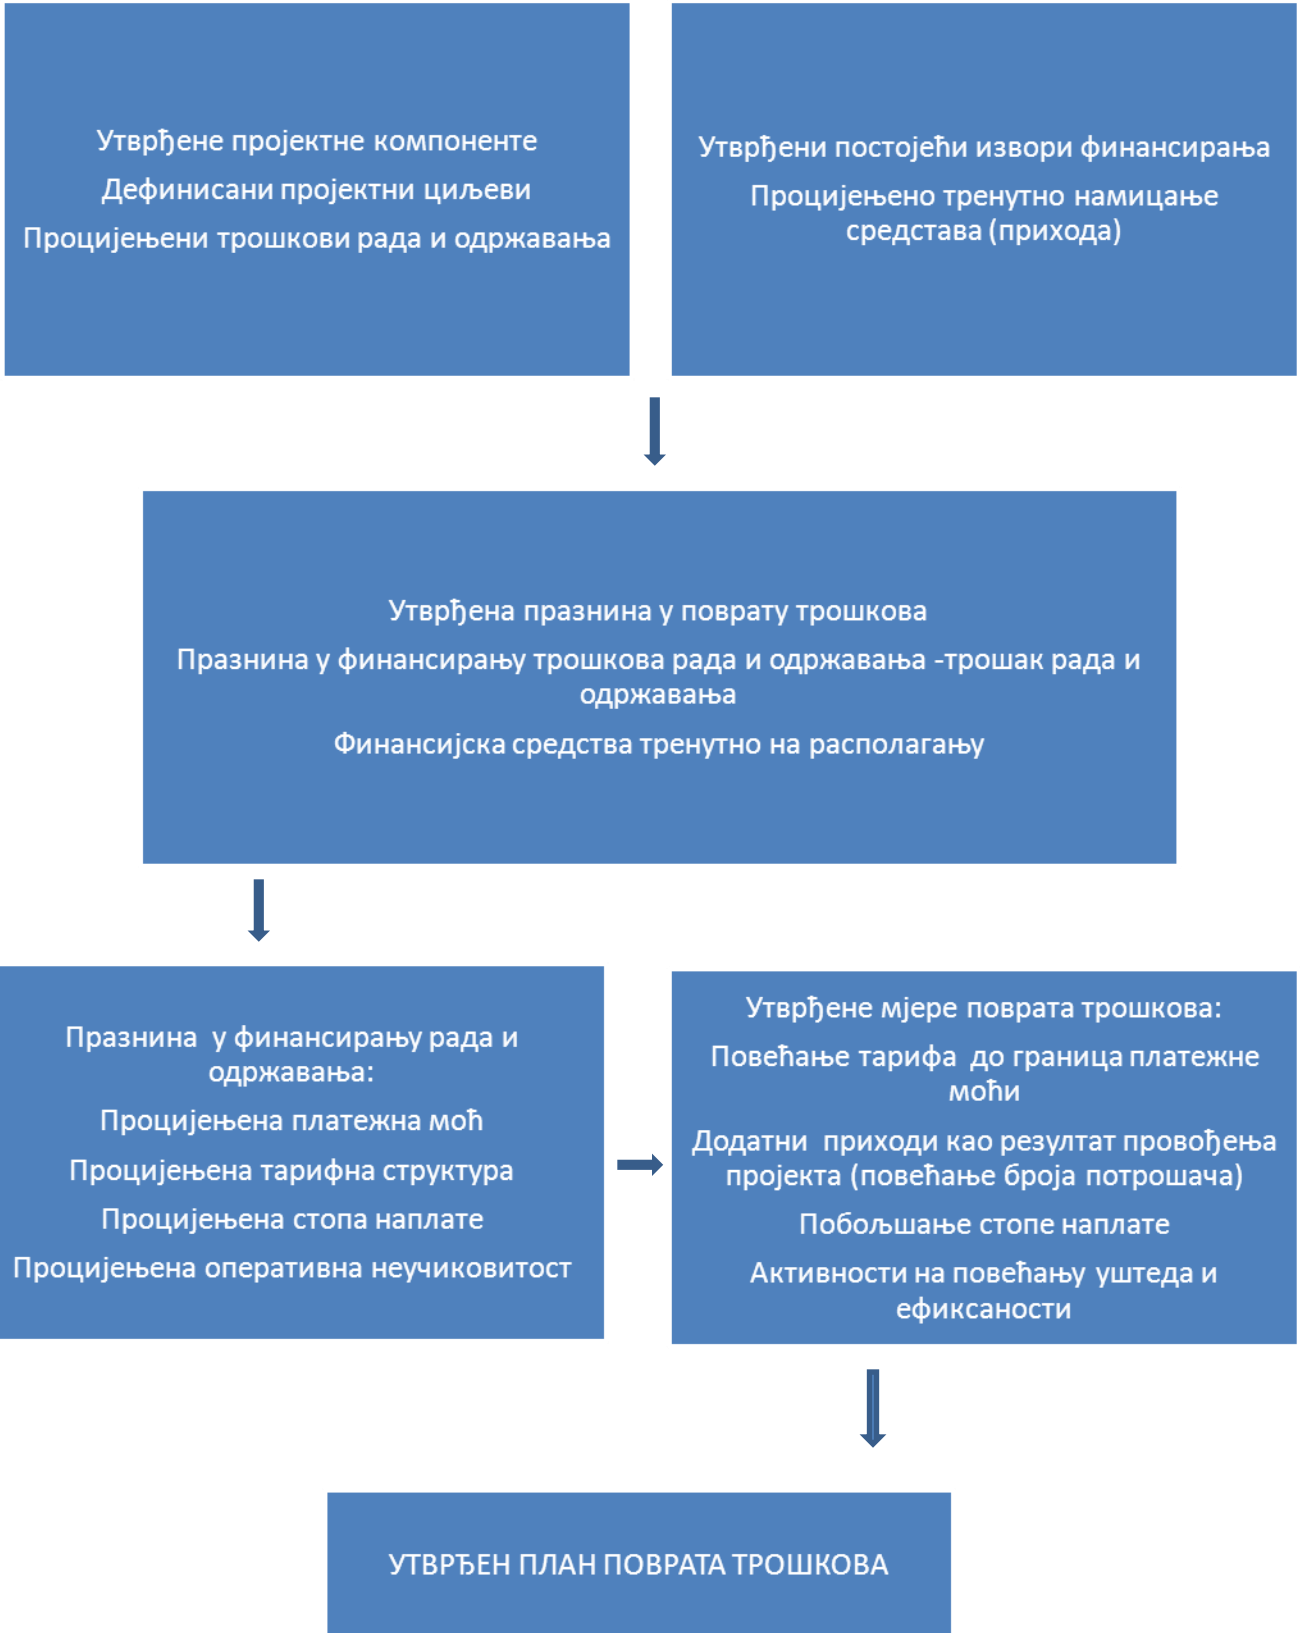 Утврђене пројектне компоненте
Дефинисани пројектни циљеви
Процијењени трошкови рада и одржавања
Утврђени постојећи извори финансирања
Процијењено тренутно намицање
средстава (прихода)
Утврђена празнина у поврату трошкова
Празнина у финансирању трошкова рада и одржавања -трошак рада и
одржавања
Финансијска средства тренутно на располагању
Празнина у финансирању рада и
одржавања:
Процијењена платежна моћ
Процијењена тарифна структура
Процијењена стопа наплате
Процијењена оперативна неучиковитост
Утврђене мјере поврата трошкова:
Повећање тарифа до граница платежне
моћи
Додатни приходи као резултат провођења
пројекта (повећање броја потрошача)
Побољшање стопе наплате
Активности на повећању уштеда и
ефиксаности
УТВРЂЕН ПЛАН ПОВРАТА ТРОШКОВА